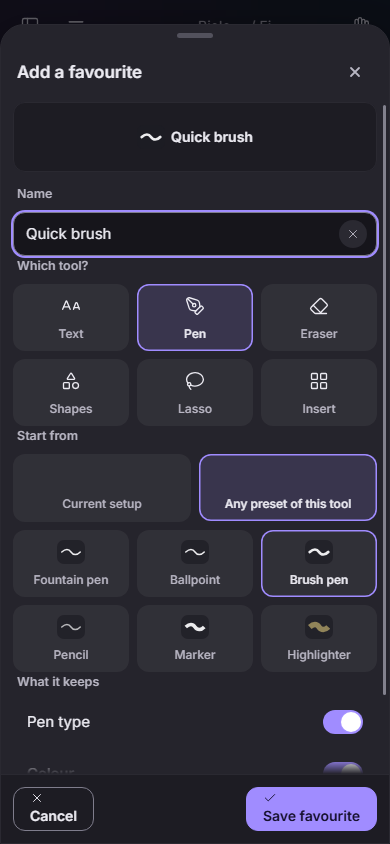 Add a favourite
Quick brush
Name
Quick brush
Which tool?
Text
Pen
Eraser
Shapes
Lasso
Insert
Start from
Current setup
Any preset of this tool
Fountain pen
Ballpoint
Brush pen
Pencil
Marker
Highlighter
What it keeps
Pen type
Colour
Cancel
Save favourite